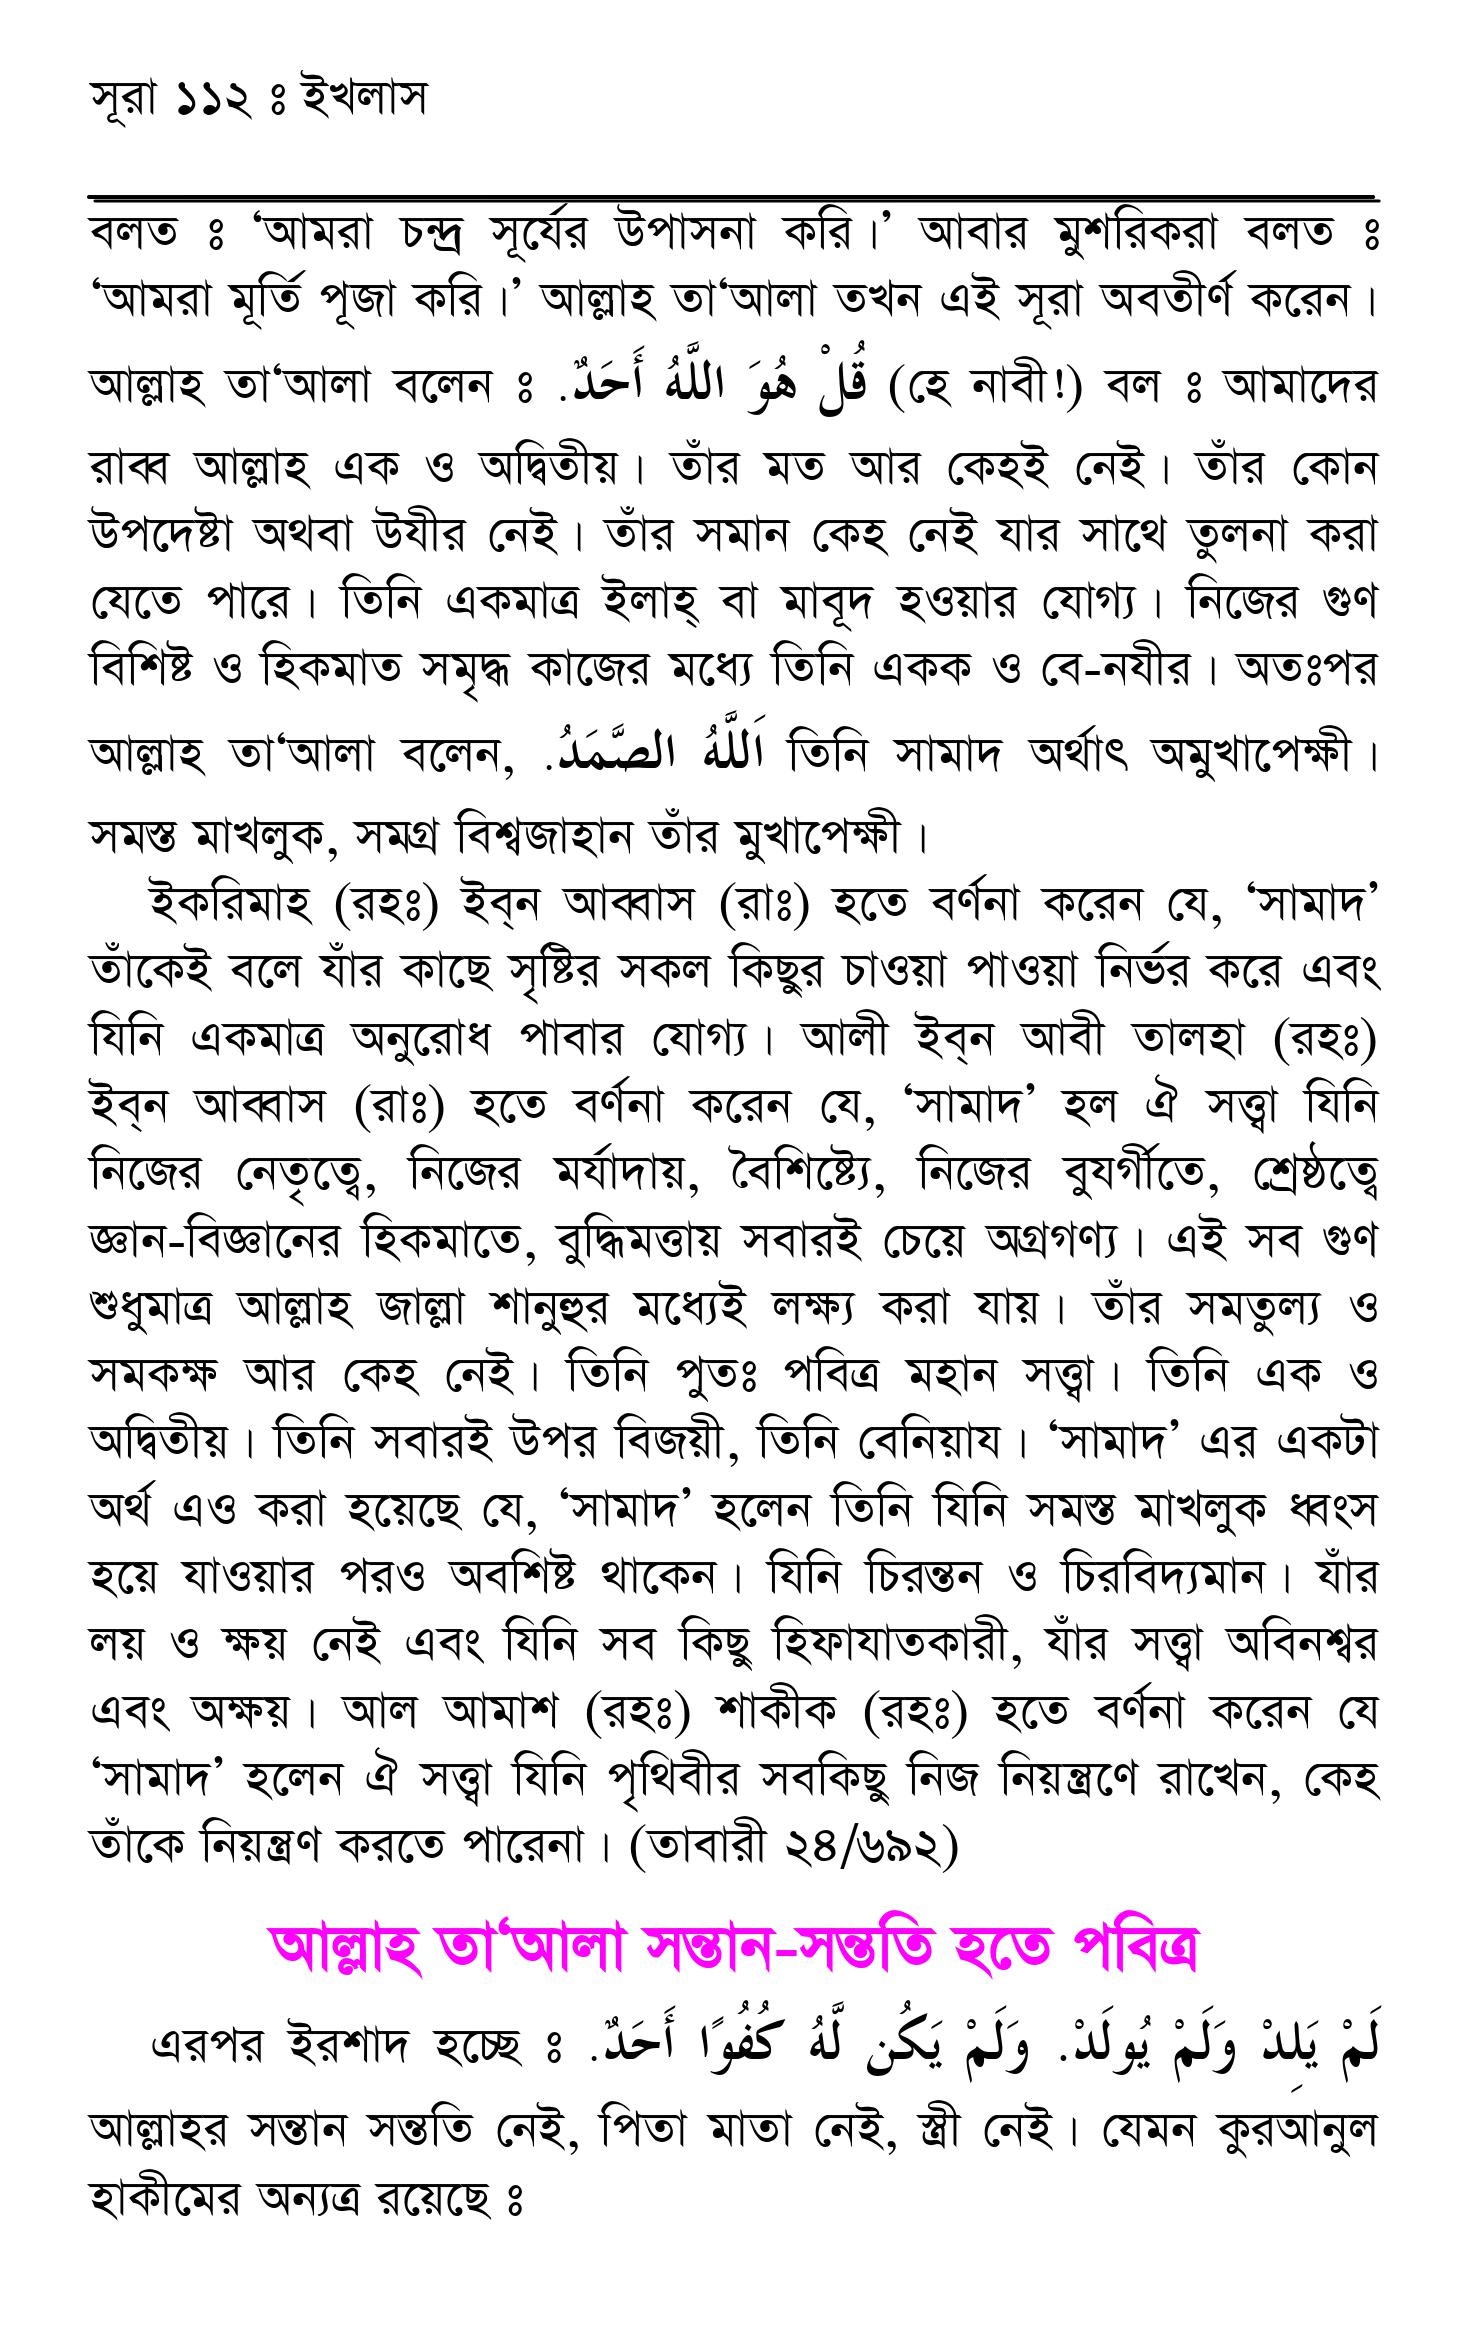 সূরা ১১২ ঃ ইখলাস
বলত ঃ ‘আমরা চন্দ্র সূর্যের উপাসনা করি।’ আবার মুশরিকরা বলত ঃ
‘আমরা মূর্তি পূজা করি।’ আল্লাহ তা‘আলা তখন এই সূরা অবতীর্ণ করেন।
আল্লাহ তা‘আলা বলেন ঃ قُلْ هُوَ اللَّهُ أَحَدٌ. (হে নাবী!) বল ঃ আমাদের
রাব্ব আল্লাহ এক ও অদ্বিতীয়। তাঁর মত আর কেহই নেই। তাঁর কোন
উপদেষ্টা অথবা উযীর নেই। তাঁর সমান কেহ নেই যার সাথে তুলনা করা
যেতে পারে। তিনি একমাত্র ইলাহ্ বা মাবূদ হওয়ার যোগ্য। নিজের গুণ
বিশিষ্ট ও হিকমাত সমৃদ্ধ কাজের মধ্যে তিনি একক ও বে-নযীর। অতঃপর
আল্লাহ তা‘আলা বলেন, اَللَّهُ الصَّمَدُ. তিনি সামাদ অর্থাৎ অমুখাপেক্ষী।
সমস্ত মাখলুক, সমগ্র বিশ্বজাহান তাঁর মুখাপেক্ষী।
ইকরিমাহ (রহঃ) ইব্‌ন আব্বাস (রাঃ) হতে বর্ণনা করেন যে, ‘সামাদ’
তাঁকেই বলে যাঁর কাছে সৃষ্টির সকল কিছুর চাওয়া পাওয়া নির্ভর করে এবং
যিনি একমাত্র অনুরোধ পাবার যোগ্য। আলী ইব্‌ন আবী তালহা (রহঃ)
ইব্‌ন আব্বাস (রাঃ) হতে বর্ণনা করেন যে, ‘সামাদ’ হল ঐ সত্ত্বা যিনি
নিজের নেতৃত্বে, নিজের মর্যাদায়, বৈশিষ্ট্যে, নিজের বুযর্গীতে, শ্রেষ্ঠত্বে
জ্ঞান-বিজ্ঞানের হিকমাতে, বুদ্ধিমত্তায় সবারই চেয়ে অগ্রগণ্য। এই সব গুণ
শুধুমাত্র আল্লাহ জাল্লা শানুহুর মধ্যেই লক্ষ্য করা যায়। তাঁর সমতুল্য ও
সমকক্ষ আর কেহ নেই। তিনি পুতঃ পবিত্র মহান সত্ত্বা। তিনি এক ও
অদ্বিতীয়। তিনি সবারই উপর বিজয়ী, তিনি বেনিয়ায। ‘সামাদ’ এর একটা
অর্থ এও করা হয়েছে যে, ‘সামাদ’ হলেন তিনি যিনি সমস্ত মাখলুক ধ্বংস
হয়ে যাওয়ার পরও অবশিষ্ট থাকেন। যিনি চিরন্তন ও চিরবিদ্যমান। যাঁর
লয় ও ক্ষয় নেই এবং যিনি সব কিছু হিফাযাতকারী, যাঁর সত্ত্বা অবিনশ্বর
এবং অক্ষয়। আল আমাশ (রহঃ) শাকীক (রহঃ) হতে বর্ণনা করেন যে
‘সামাদ’ হলেন ঐ সত্ত্বা যিনি পৃথিবীর সবকিছু নিজ নিয়ন্ত্রণে রাখেন, কেহ
তাঁকে নিয়ন্ত্রণ করতে পারেনা। (তাবারী ২৪/৬৯২)
আল্লাহ তা‘আলা সন্তান-সন্ততি হতে পবিত্র
এরপর ইরশাদ হচ্ছে ঃ لَمْ يَلِدْ وَلَمْ يُولَدْ. وَلَمْ يَكُن لَّهُ كُفُوًا أَحَدٌ.
আল্লাহর সন্তান সন্ততি নেই, পিতা মাতা নেই, স্ত্রী নেই। যেমন কুরআনুল
হাকীমের অন্যত্র রয়েছে ঃ